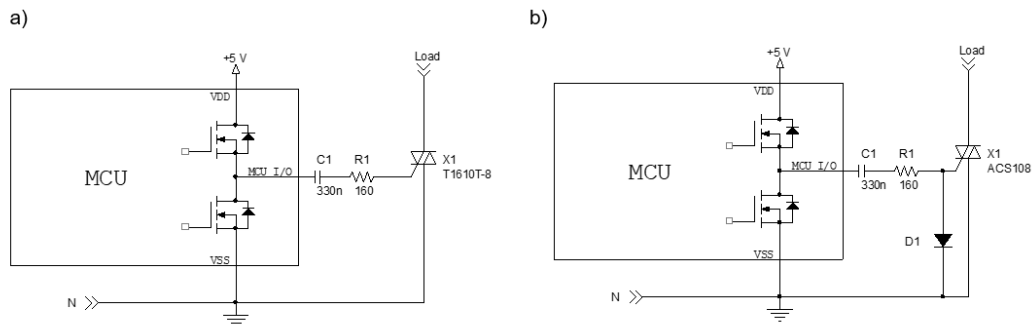 a)
+5 V
Load
VDD
MCU
MCU I/O
C1
330n
R1
160
X1
T1610T-8
VSS
N
b)
+5 V
Load
VDD
MCU
MCU I/O
C1
330n
R1
160
X1
ACS108
D1
VSS
N